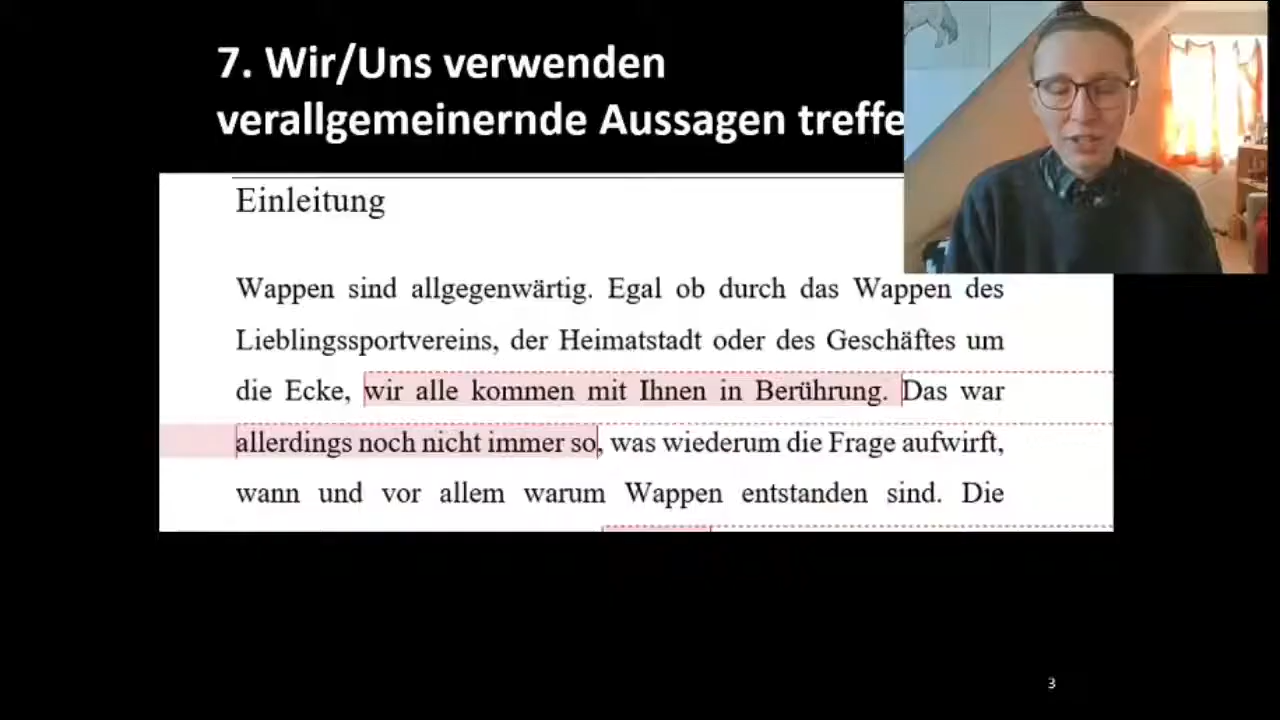 7. Wir/Uns verwenden
verallgemeinernde Aussagen treffe
Einleitung
Wappen sind allgegenwärtig. Egal ob durch das Wappen des
Lieblingssportvereins, der Heimatstadt oder des Geschäftes um
die Ecke, wir alle kommen mit Ihnen in Berührung. Das war
allerdings noch nicht immer so, was wiederum die Frage aufwirft,
wann und vor allem warum Wappen entstanden sind. Die
3